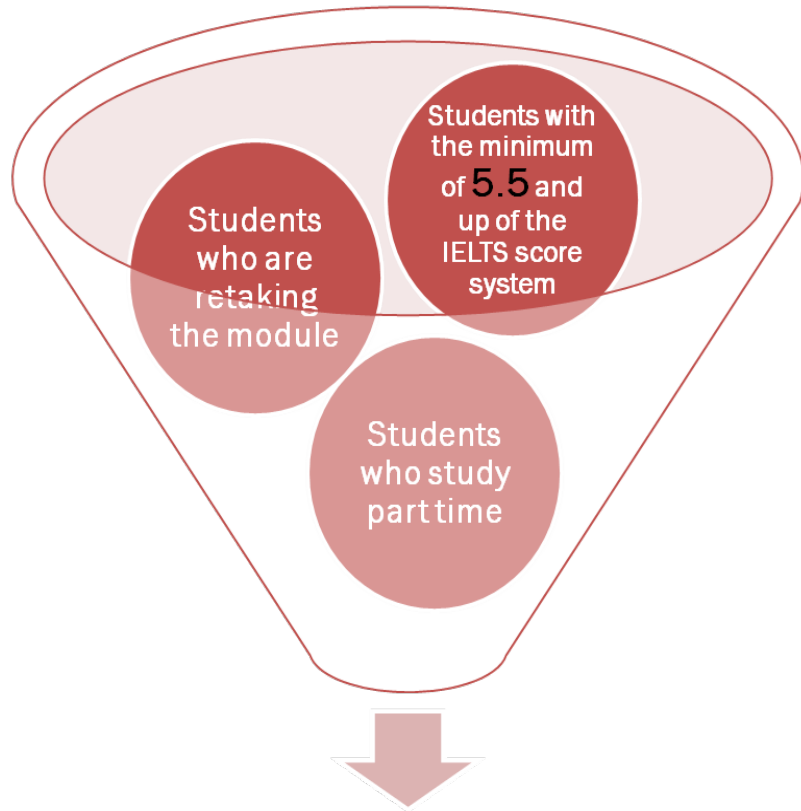 Students with
the minimum
of 5.5 and
up of the
IELTS score
system
Students
who are
retaking
the module
Students
who study
part time